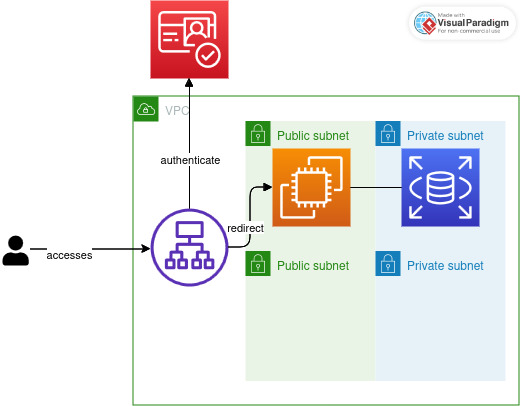 Made with
Visual Paradigm
For non-commercial use
VPC
Public subnet
Private subnet
authenticate
redirect
accesses
Public subnet
Private subnet